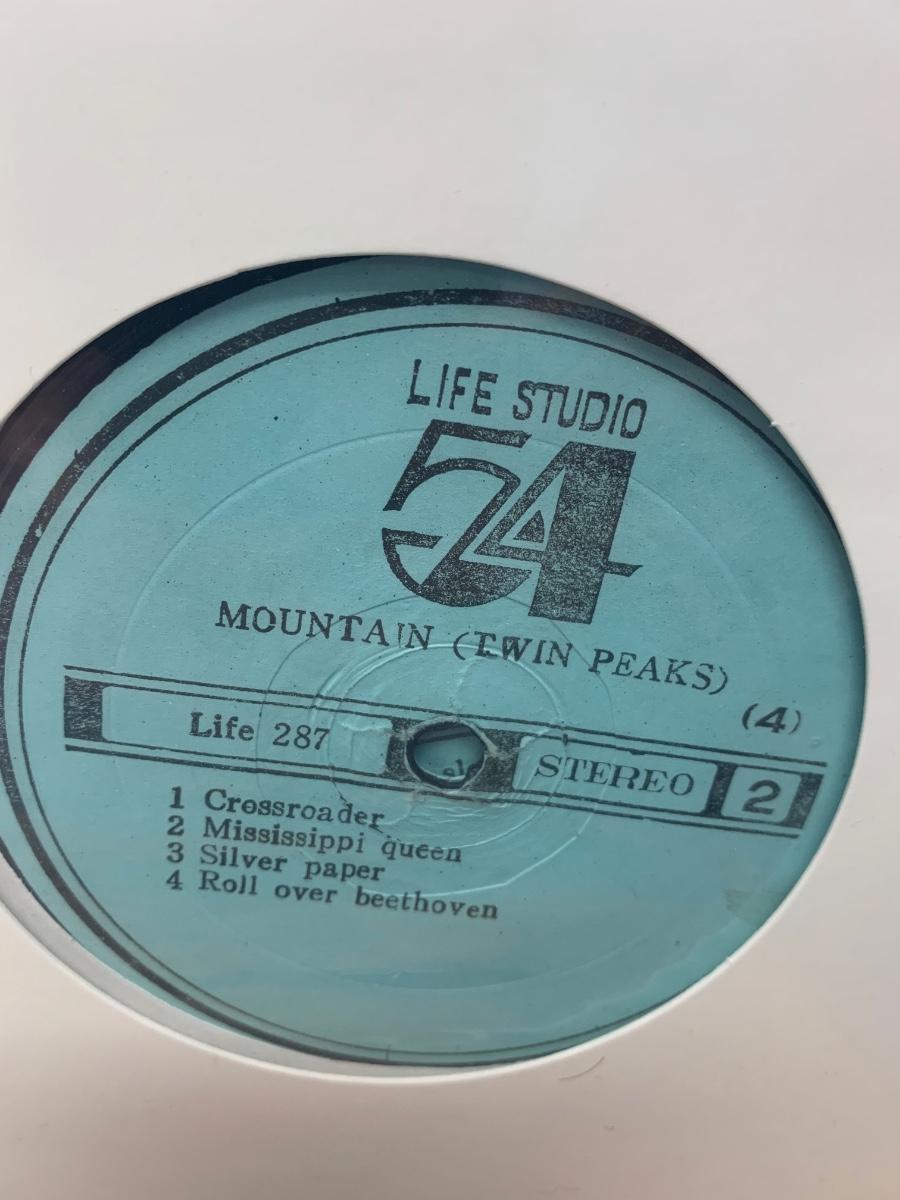 LIFE STUDIO
54
MOUNTAIN (TWIN PEAKS)
(4)
Life 287 STEREO 2
1 Crossroader
2 Mississippi queen
3 Silver paper
4 Roll over beethoven